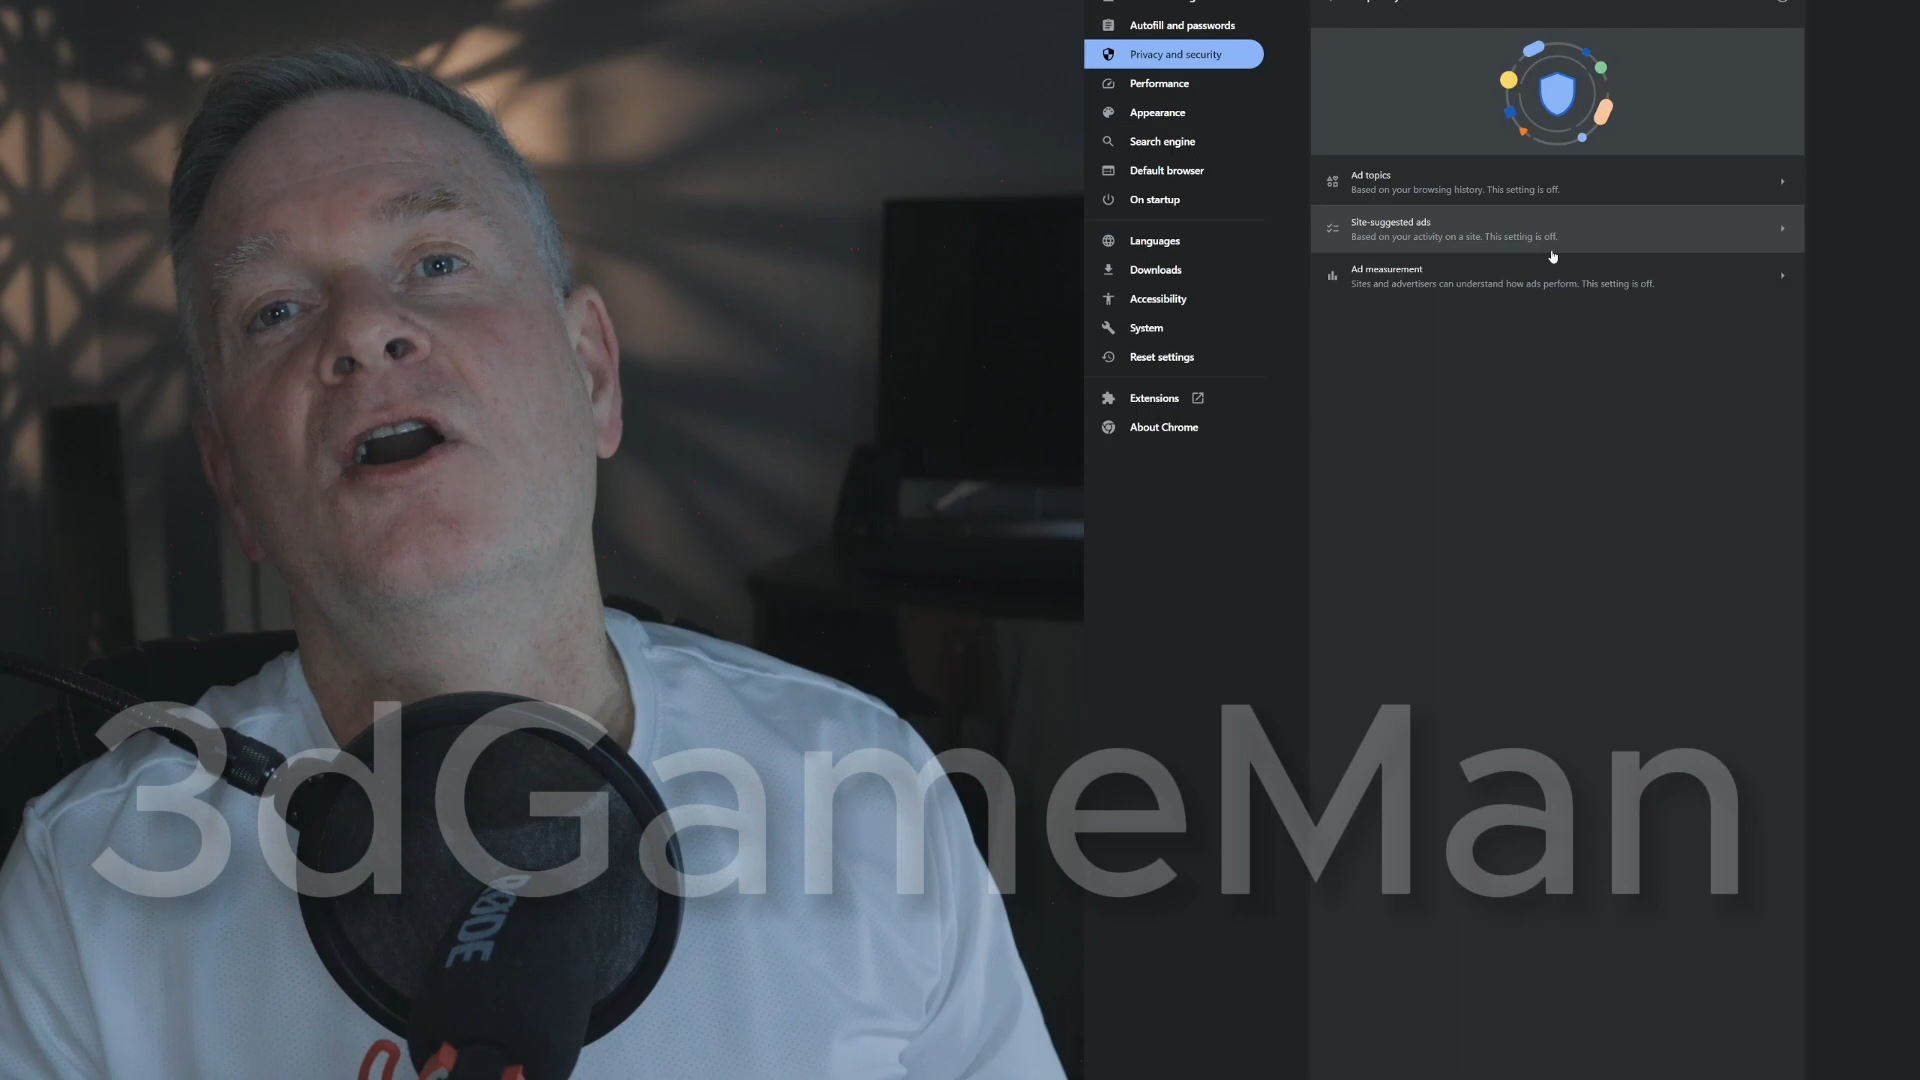 Autofill and passwords
Privacy and security
Performance
Appearance
Search engine
Default browser
On startup
Languages
Downloads
Accessibility
System
Reset settings
Extensions
About Chrome
Ad topics
Based on your browsing history. This setting is off.
Site-suggested ads
Based on your activity on a site. This setting is off.
Ad measurement
Sites and advertisers can understand how ads perform. This setting is off.
3dGameMan
RØDE